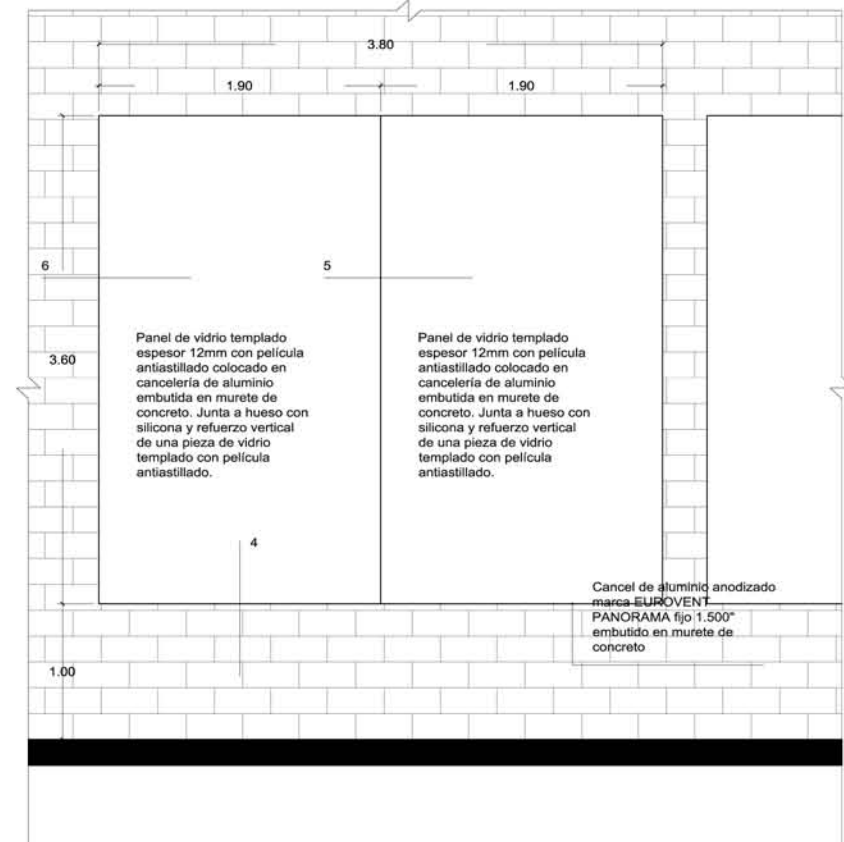 3.80
1.90
1.90
6
5
Panel de vidrio templado
espesor 12mm con película
antiastillado colocado en
cancelería de aluminio
embutida en murete de
concreto. Junta a hueso con
silicona y refuerzo vertical
de una pieza de vidrio
templado con película
antiastillado.
Panel de vidrio templado
espesor 12mm con película
antiastillado colocado en
cancelería de aluminio
embutida en murete de
concreto. Junta a hueso con
silicona y refuerzo vertical
de una pieza de vidrio
templado con película
antiastillado.
3.60
4
Cancel de aluminio anodizado
marca EUROVENT
PANORAMA fijo 1.500"
embutido en murete de
concreto
1.00